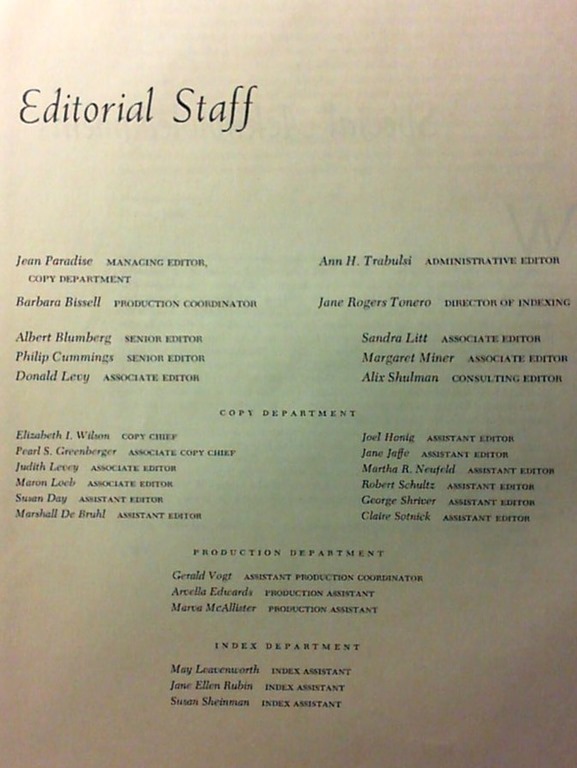 Editorial Staff
Jean Paradise MANAGING EDITOR,
COPY DEPARTMENT
Ann H. Trabulsi ADMINISTRATIVE EDITOR
Barbara Bissell PRODUCTION COORDINATOR
Jane Rogers Tonero DIRECTOR OF INDEXING
Albert Blumberg SENIOR EDITOR
Philip Cummings SENIOR EDITOR
Donald Levy ASSOCIATE EDITOR
Sandra Litt ASSOCIATE EDITOR
Margaret Miner ASSOCIATE EDITOR
Alix Shulman CONSULTING EDITOR
COPY DEPARTMENT
Elizabeth I. Wilson COPY CHIEF
Pearl S. Greenberger ASSOCIATE COPY CHIEF
Judith Levey ASSOCIATE EDITOR
Maron Loeb ASSOCIATE EDITOR
Susan Day ASSISTANT EDITOR
Marshall De Bruhl ASSISTANT EDITOR
Joel Honig ASSISTANT EDITOR
Jane Jaffe ASSISTANT EDITOR
Martha R. Neufeld ASSISTANT EDITOR
Robert Schultz ASSISTANT EDITOR
George Shriver ASSISTANT EDITOR
Claire Sotnick ASSISTANT EDITOR
PRODUCTION DEPARTMENT
Gerald Vogt ASSISTANT PRODUCTION COORDINATOR
Arvella Edwards PRODUCTION ASSISTANT
Marva McAllister PRODUCTION ASSISTANT
INDEX DEPARTMENT
May Leavenworth INDEX ASSISTANT
Jane Ellen Rubin INDEX ASSISTANT
Susan Sheinman INDEX ASSISTANT